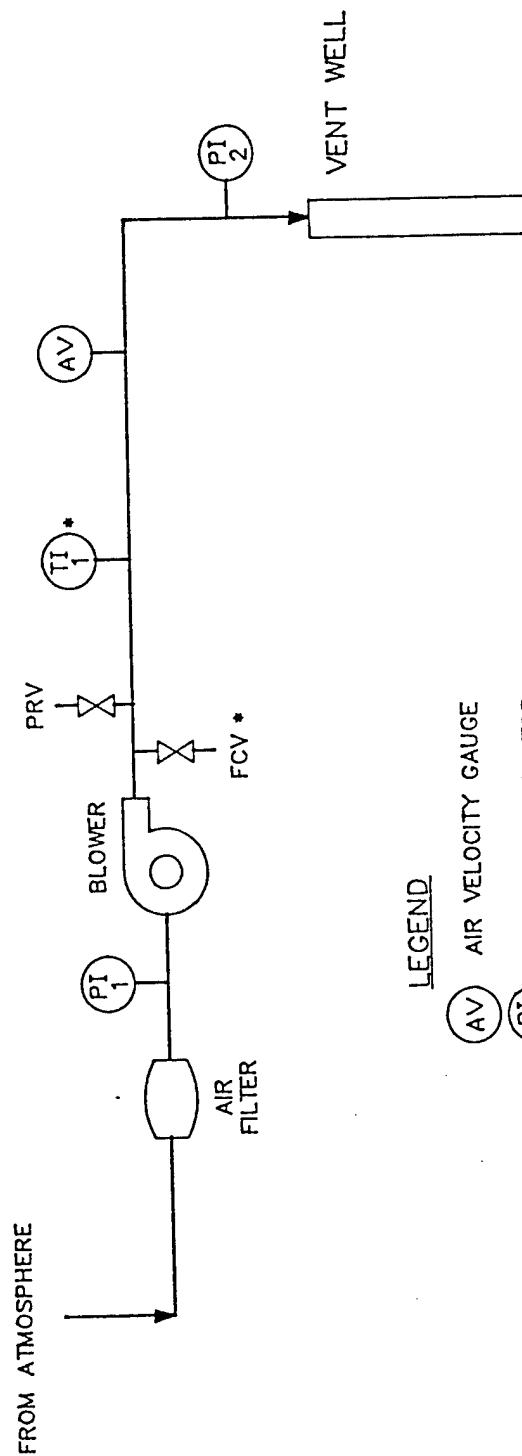 FROM ATMOSPHERE
AIR
FILTER
PI
1
BLOWER
PRV
FCV *
TI
1
*
AV
PI
2
VENT WELL
LEGEND
AV AIR VELOCITY GAUGE